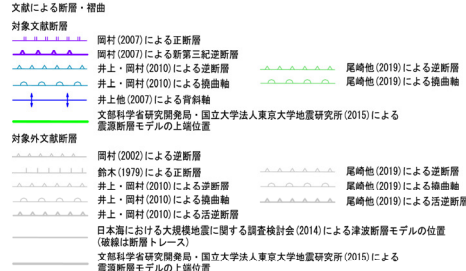 文献による断層・褶曲
対象文献断層
岡村(2007)による正断層
岡村(2007)による新第三紀逆断層
井上・岡村(2010)による逆断層
尾崎他(2019)による逆断層
井上・岡村(2010)による撓曲軸
尾崎他(2019)による撓曲軸
井上他(2007)による背斜軸
文部科学省研究開発局・国立大学法人東京大学地震研究所(2015)による
震源断層モデルの上端位置
対象外文献断層
岡村(2002)による逆断層
鈴木(1979)による正断層
尾崎他(2019)による逆断層
井上・岡村(2010)による逆断層
尾崎他(2019)による撓曲軸
井上・岡村(2010)による撓曲軸
尾崎他(2019)による活逆断層
井上・岡村(2010)による活逆断層
日本海における大規模地震に関する調査検討会(2014)による津波断層モデルの位置
(破線は断層トレース)
文部科学省研究開発局・国立大学法人東京大学地震研究所(2015)による
震源断層モデルの上端位置